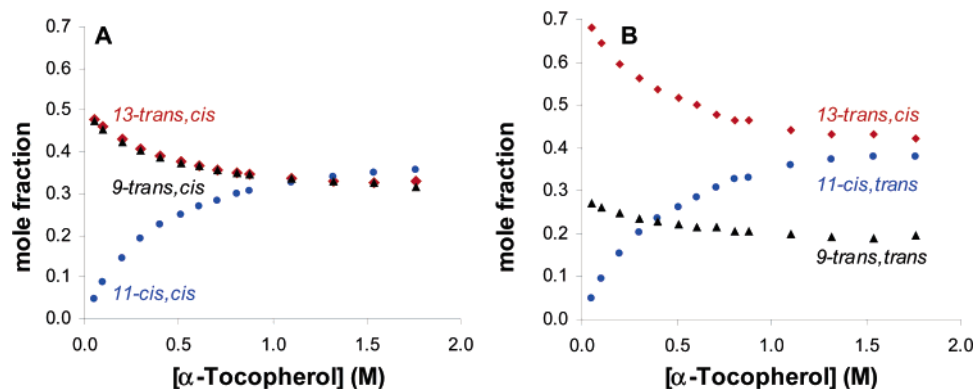 A
mole fraction
0.7
0.6
0.5
0.4
0.3
0.2
0.1
0.0
13-trans,cis
9-trans,cis
11-cis,cis
0.0 0.5 1.0 1.5 2.0
[α-Tocopherol] (M)
B
mole fraction
0.7
0.6
0.5
0.4
0.3
0.2
0.1
0.0
13-trans,cis
11-cis,trans
9-trans,trans
0.0 0.5 1.0 1.5 2.0
[α-Tocopherol] (M)